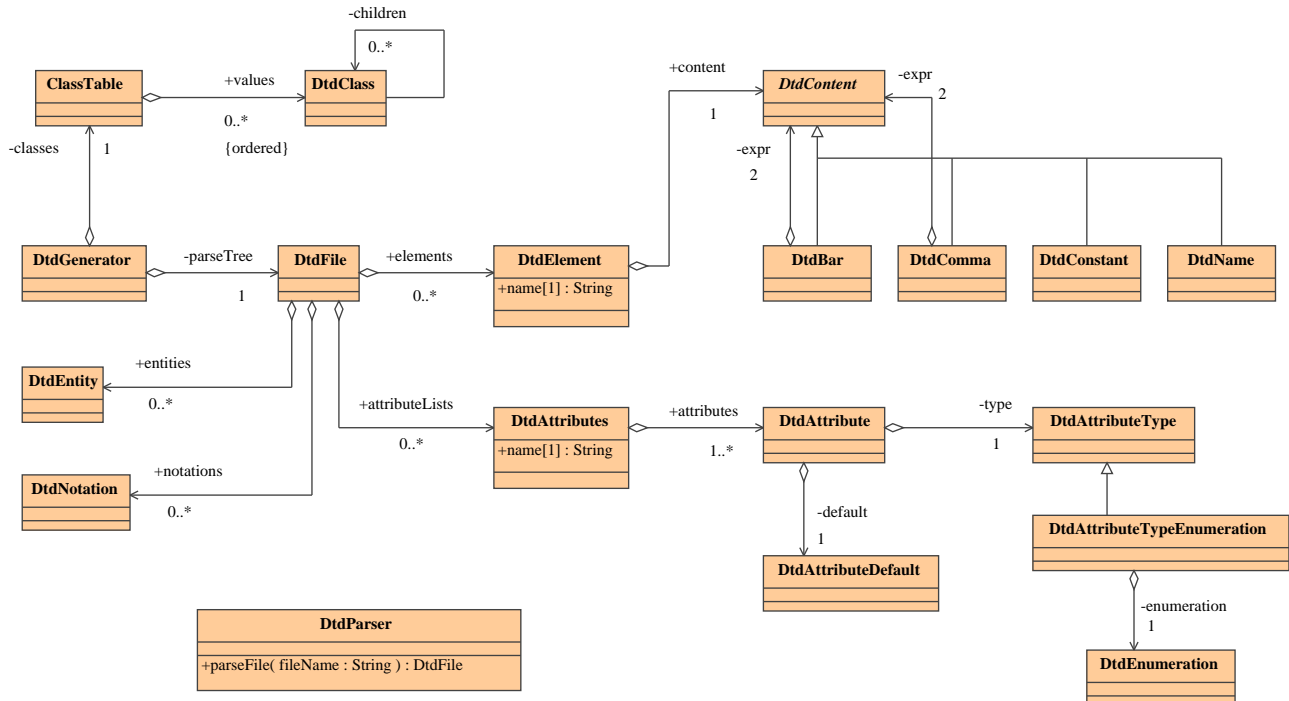 -children
0..*
ClassTable
+values
DtdClass
0..*
{ordered}
+content
1
DtdContent
-expr
2
-expr
2
-classes
1
DtdGenerator
-parseTree
1
DtdFile
+elements
0..*
DtdElement
+name[1] : String
DtdBar
DtdComma
DtdConstant
DtdName
+entities
DtdEntity
0..*
+attributeLists
0..*
DtdAttributes
+name[1] : String
+attributes
1..*
DtdAttribute
-type
1
DtdAttributeType
+notations
DtdNotation
0..*
-default
1
DtdAttributeDefault
DtdAttributeTypeEnumeration
-enumeration
1
DtdEnumeration
DtdParser
+parseFile( fileName : String ) : DtdFile